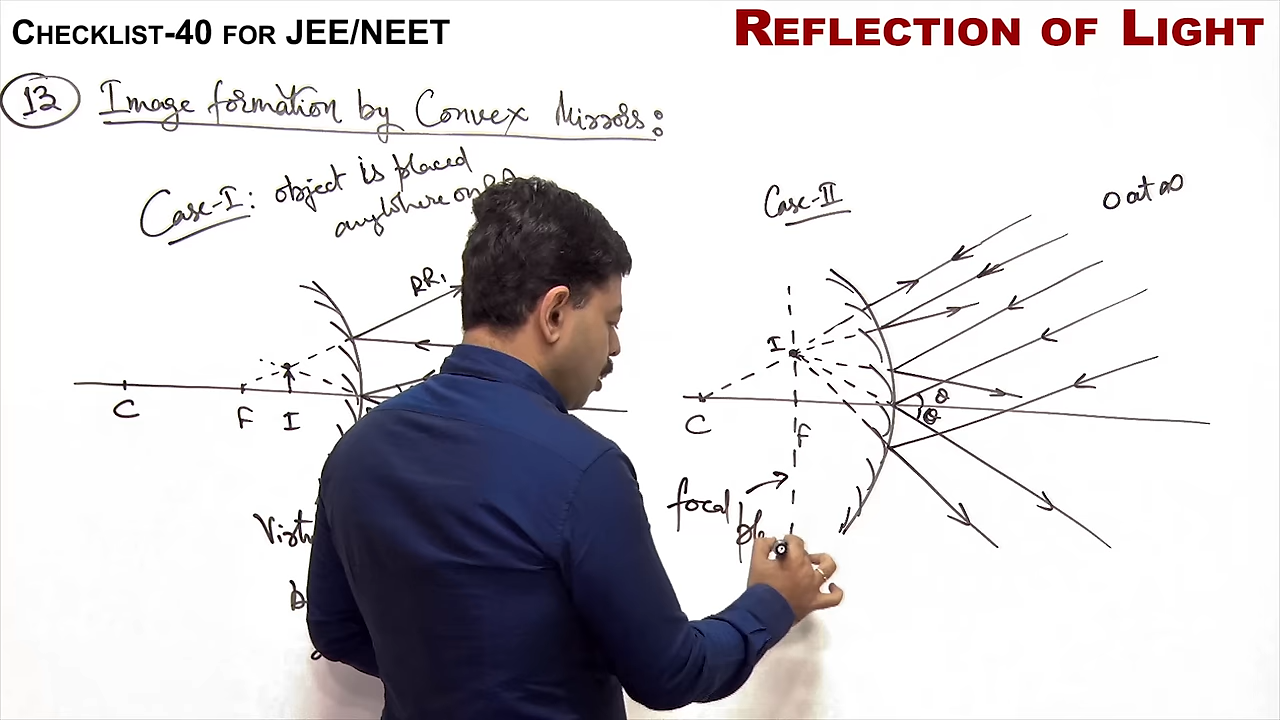 CHECKLIST-40 FOR JEE/NEET
REFLECTION OF LIGHT
13 Image formation by Convex Mirrors:
Case-I: object is placed
anywhere on
RR1
C F I
Case-II
O at ∞
I
θ
θ
C
F
focal